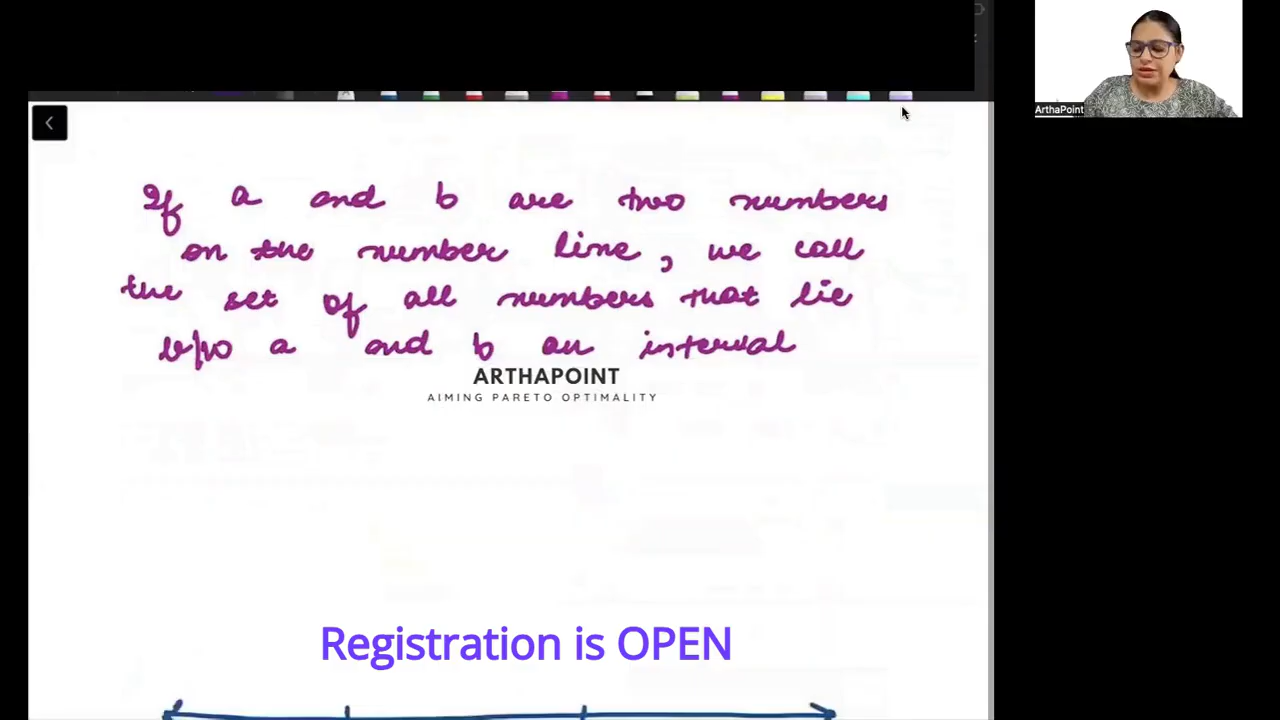 ArthaPoint
If a and b are two numbers
on the number line, we call
the set of all numbers that lie
b/w a and b an interval
ARTHAPOINT
AIMING PARETO OPTIMALITY
Registration is OPEN